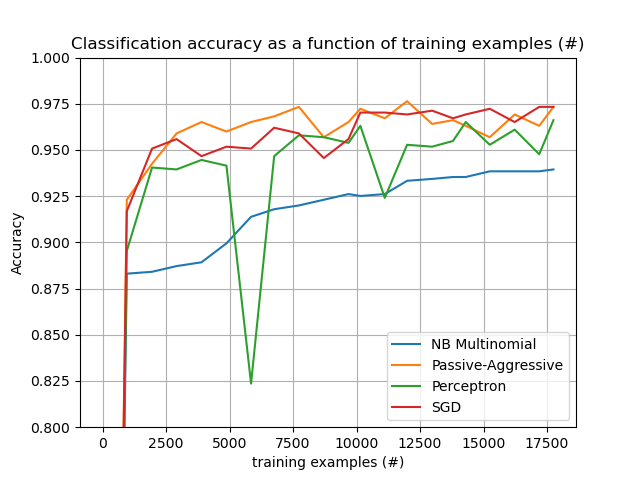 Classification accuracy as a function of training examples (#)
1.000
0.975
0.950
0.925
0.900
0.875
0.850
0.825
0.800
Accuracy
NB Multinomial
Passive-Aggressive
Perceptron
SGD
0 2500 5000 7500 10000 12500 15000 17500
training examples (#)